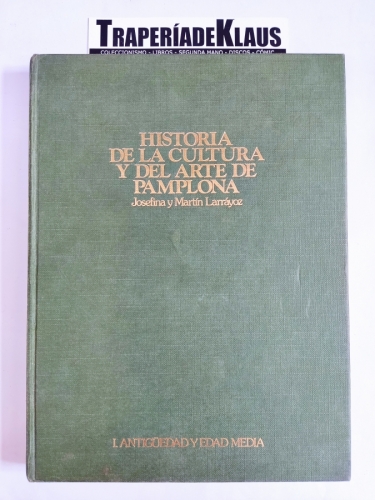 TRAPERÍADEKLAUS
COLECCIONISMO - LIBROS - SEGUNDA MANO - DISCOS - CÓMIC
HISTORIA
DE LA CULTURA
Y DEL ARTE DE
PAMPLONA
Josefina y Martín Larráyoz
I. ANTIGÜEDAD Y EDAD MEDIA